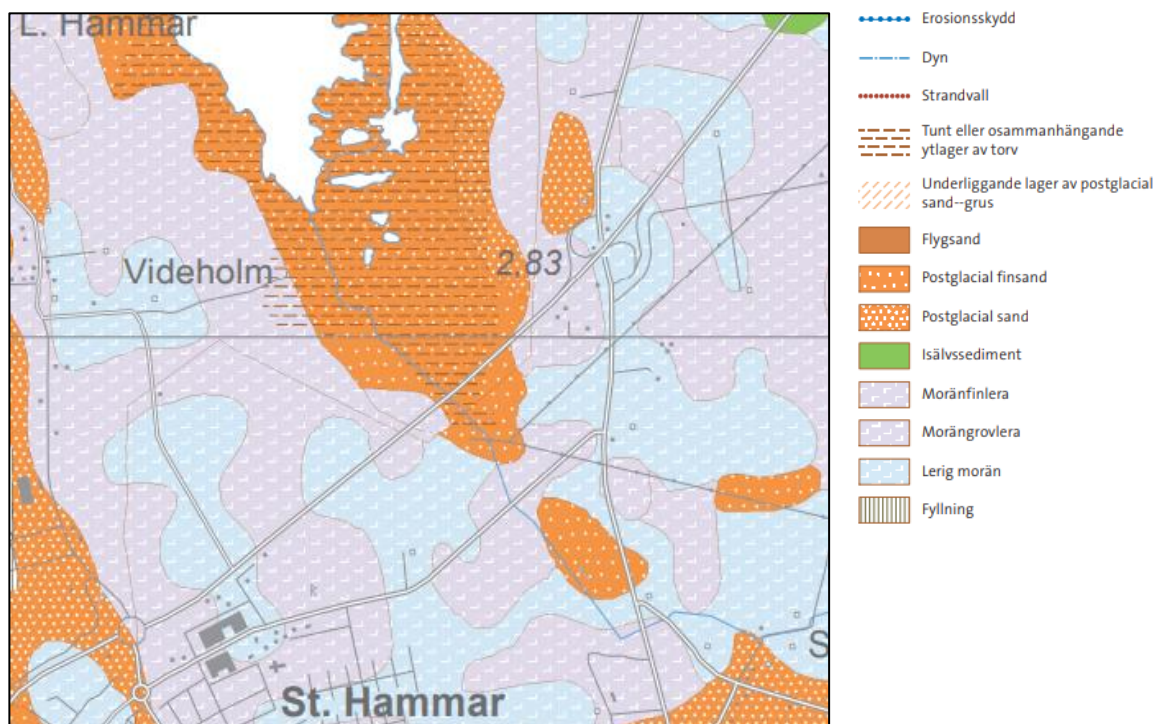 L. Hammar
Videholm
2,83
k
St. Hammar
S
Erosionsskydd
Dyn
Strandvall
Tunt eller osammanhängande
ytlager av torv
Underliggande lager av postglacial
sand--grus
Flygsand
Postglacial finsand
Postglacial sand
Isälvssediment
Moränfinlera
Morängrovlera
Lerig morän
Fyllning